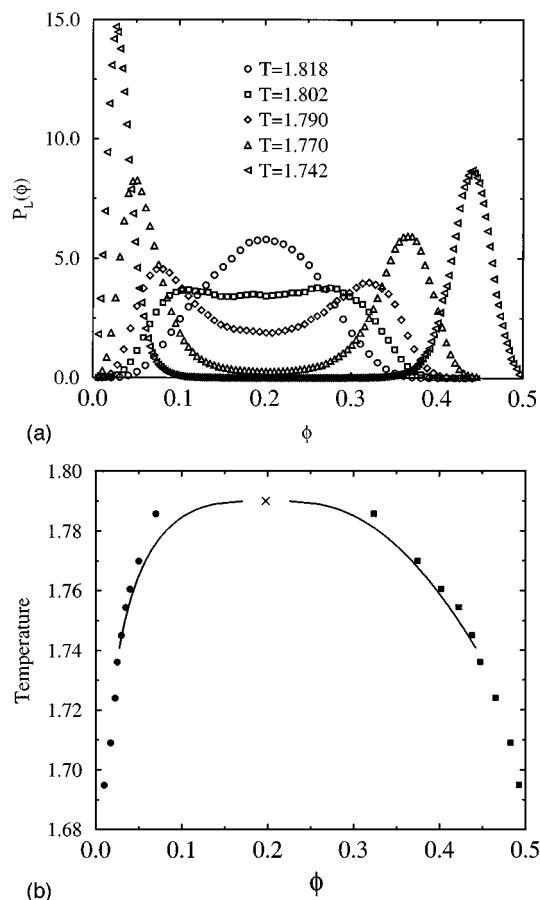 15.0
10.0
5.0
0.0
P_L(ϕ)
T=1.818
T=1.802
T=1.790
T=1.770
T=1.742
0.0 0.1 0.2 0.3 0.4 0.5
(a)
ϕ
1.80
1.78
1.76
1.74
1.72
1.70
1.68
Temperature
0.0 0.1 0.2 0.3 0.4 0.5
(b)
ϕ